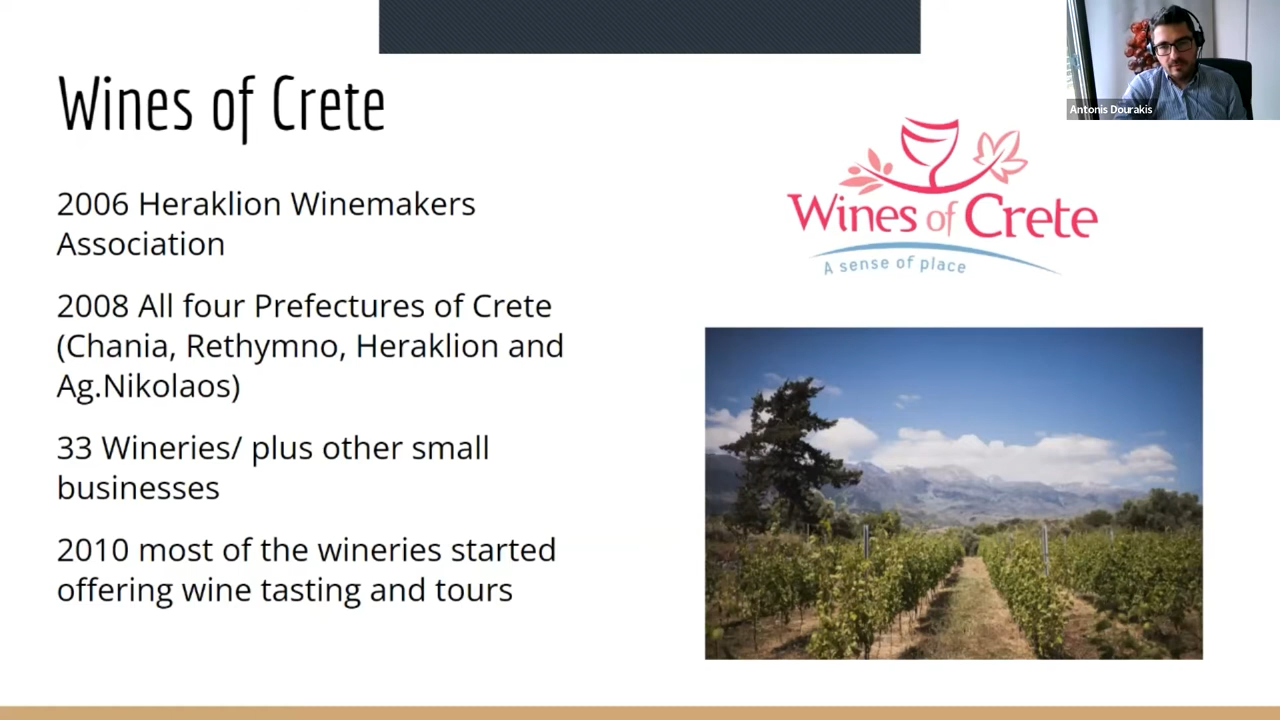 Wines of Crete
2006 Heraklion Winemakers
Association
2008 All four Prefectures of Crete
(Chania, Rethymno, Heraklion and
Ag.Nikolaos)
33 Wineries/ plus other small
businesses
2010 most of the wineries started
offering wine tasting and tours
Wines of Crete
A sense of place
Antonis Dourakis